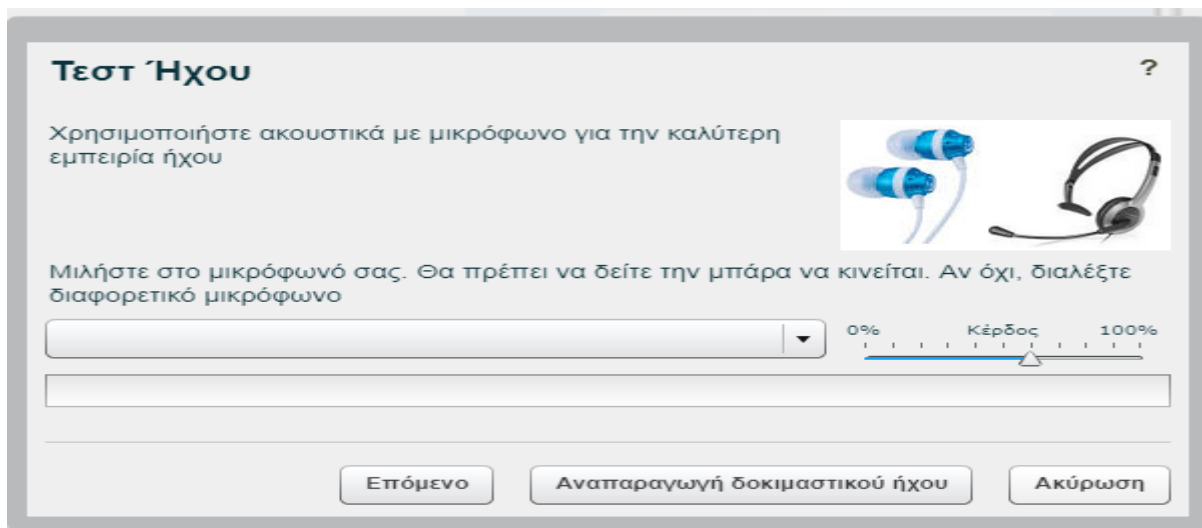 Τεστ Ήχου ?
Χρησιμοποιήστε ακουστικά με μικρόφωνο για την καλύτερη
εμπειρία ήχου
Μιλήστε στο μικρόφωνό σας. Θα πρέπει να δείτε την μπάρα να κινείται. Αν όχι, διαλέξτε
διαφορετικό μικρόφωνο
0% Κέρδος 100%
Επόμενο Αναπαραγωγή δοκιμαστικού ήχου Ακύρωση